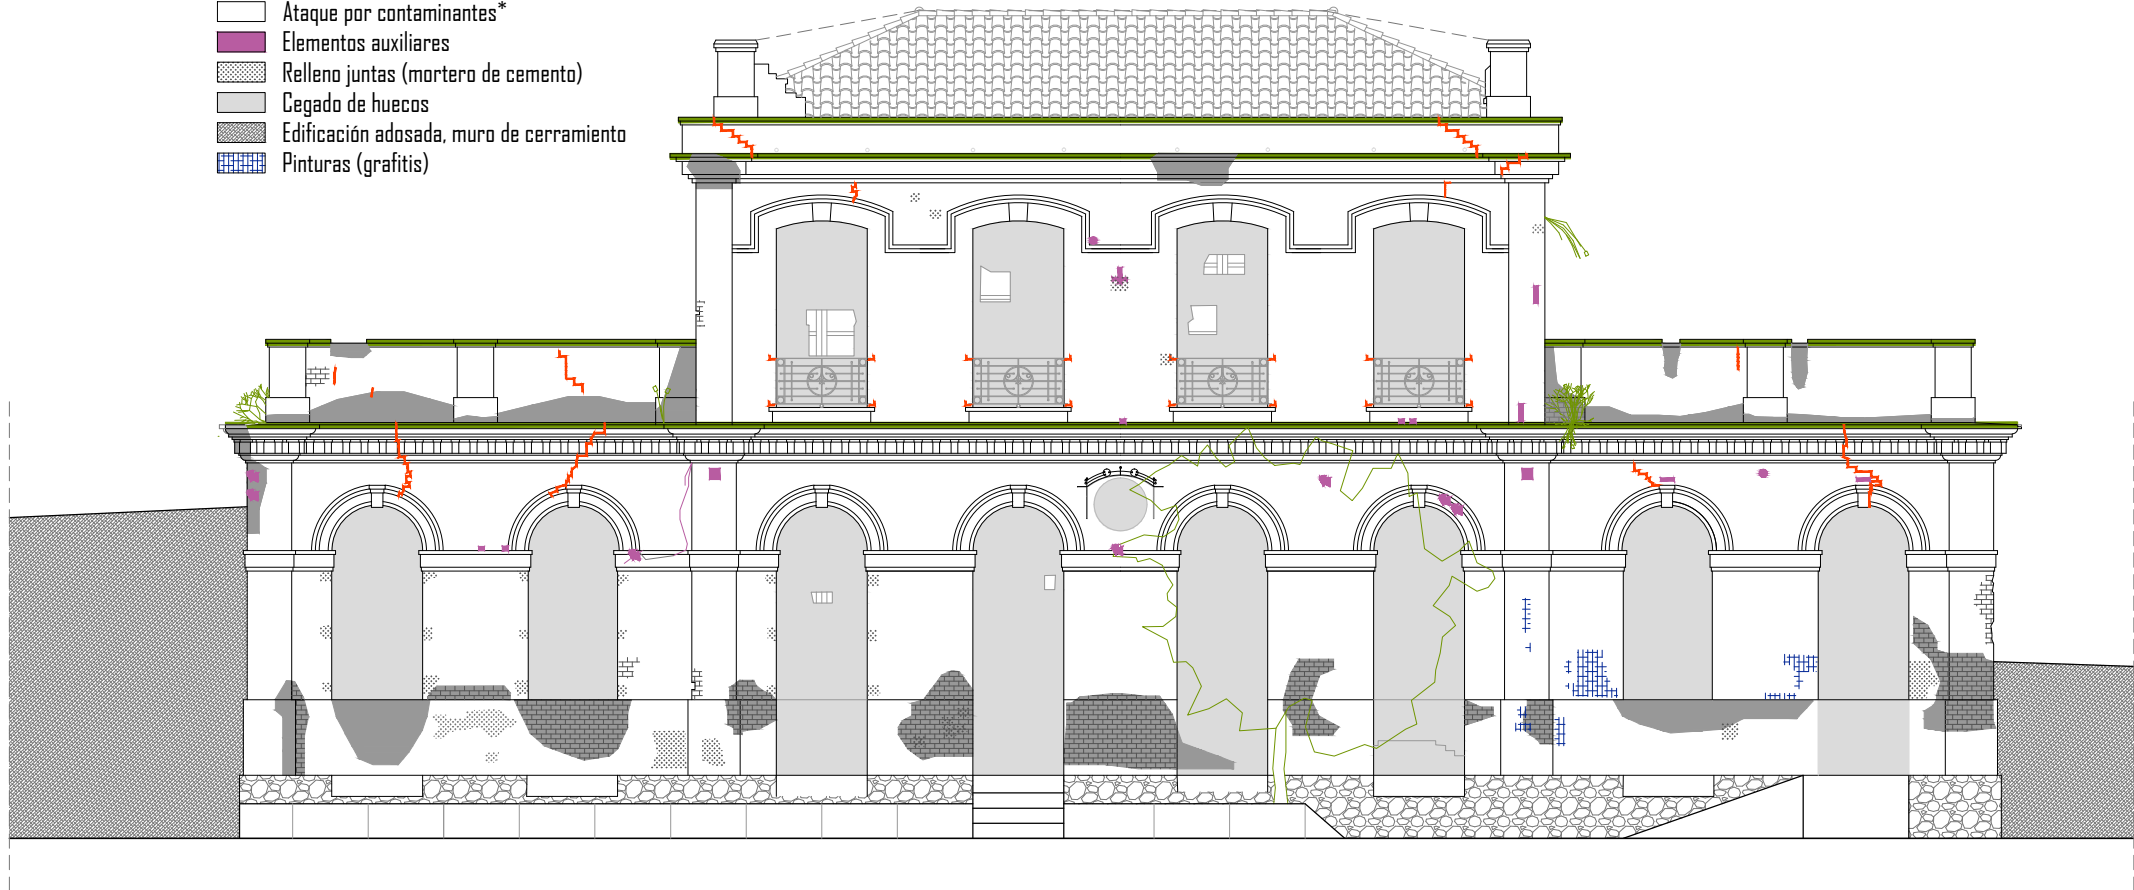 Ataque por contaminantes*
Elementos auxiliares
Relleno juntas (mortero de cemento)
Cegado de huecos
Edificación adosada, muro de cerramiento
Pinturas (grafitis)